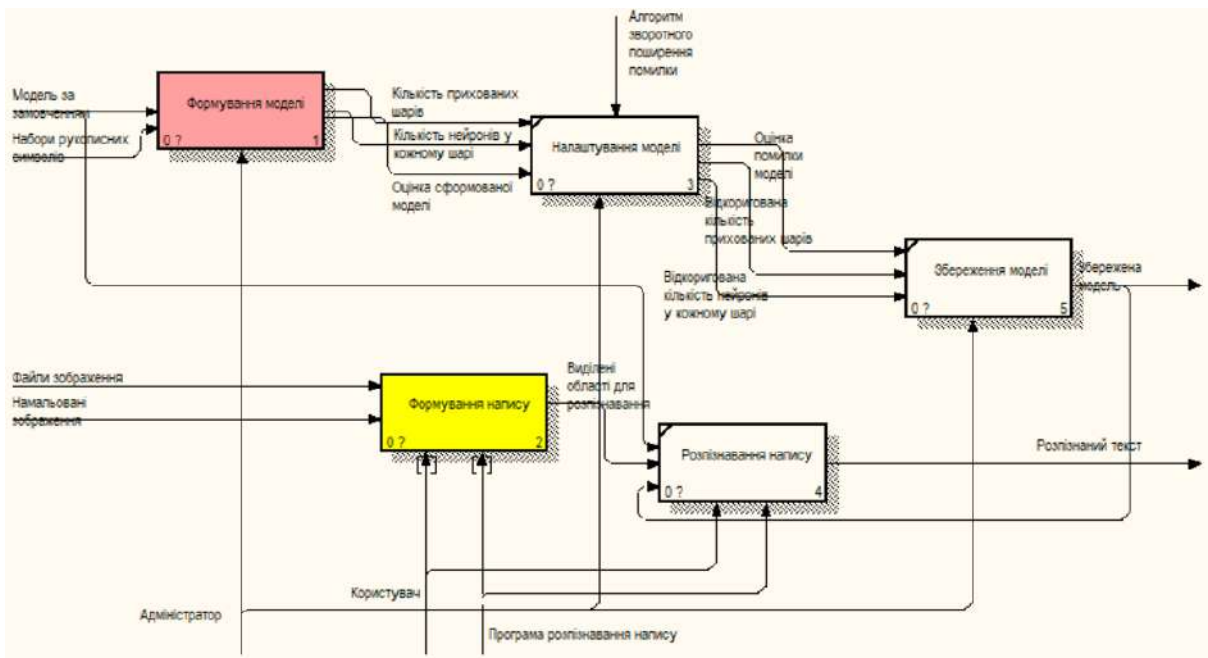 Алгоритм
зворотного
поширення
помилки
Модель за
замовченням
Набори рукописних
символів
Формування моделі
0 ?
1
Кількість прихованих
шарів
Кількість нейронів у
кожному шарі
Оцінка сформованої
моделі
Налаштування моделі
0 ?
3
Оцінка
помилки
моделі
Відкоригована
кількість
прихованих шарів
Відкоригована
кількість нейронів
у кожному шарі
Збереження моделі
0 ?
5
Збережена
модель
Файли зображення
Намальовані
зображення
Формування напису
0 ?
2
Виділені
області для
розпізнавання
Розпізнавання напису
0 ?
4
Розпізнаний текст
Користувач
Адміністратор
Програма розпізнавання напису